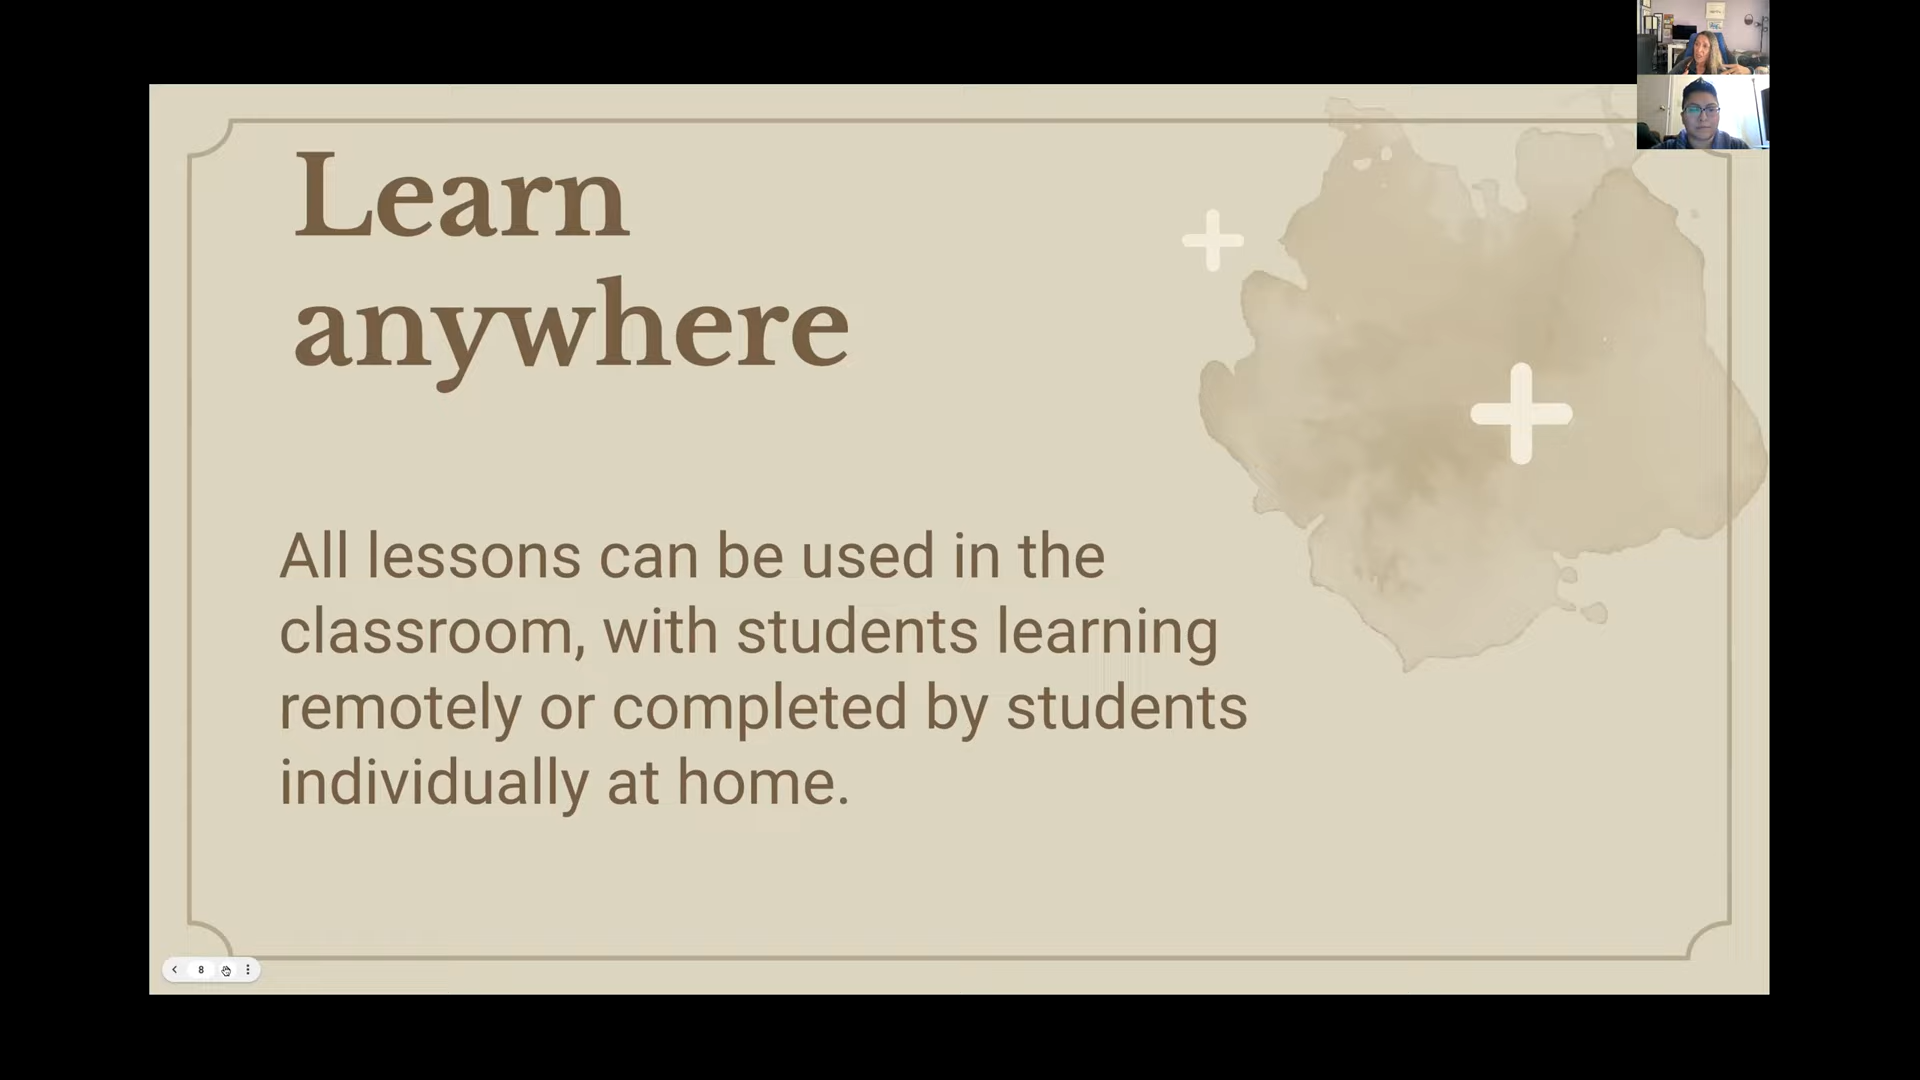 Learn
anywhere
All lessons can be used in the
classroom, with students learning
remotely or completed by students
individually at home.
8